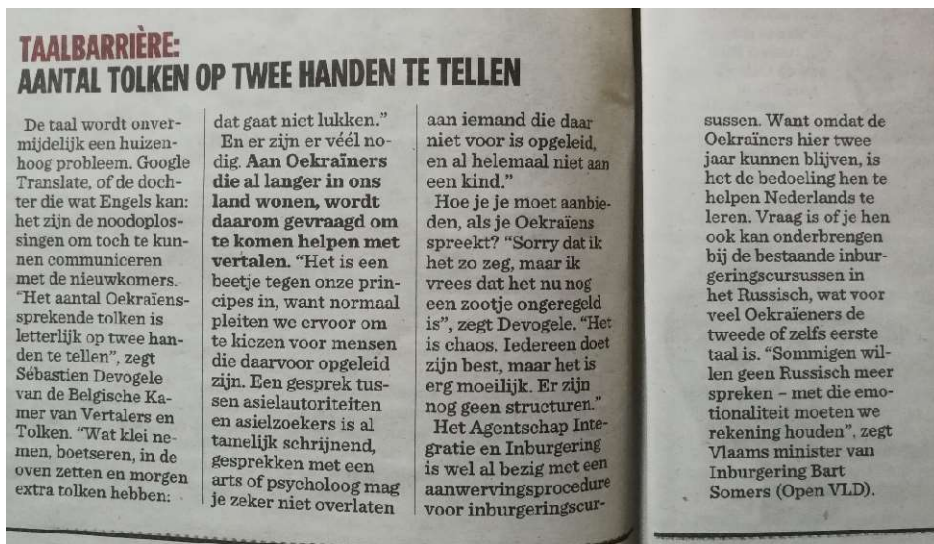 TAALBARRIÈRE:
AANTAL TOLKEN OP TWEE HANDEN TE TELLEN
De taal wordt onver-
mijdelijk een huizen-
hoog probleem. Google
Translate, of de doch-
ter die wat Engels kan:
het zijn de noodoplos-
singen om toch te kun-
nen communiceren
met de nieuwkomers.
"Het aantal Oekraïens-
sprekende tolken is
letterlijk op twee han-
den te tellen", zegt
Sébastien Devogele
van de Belgische Ka-
mer van Vertalers en
Tolken. "Wat klei ne-
men, boetseren, in de
oven zetten en morgen
extra tolken hebben:
dat gaat niet lukken."
En er zijn er véél no-
dig. Aan Oekraïners
die al langer in ons
land wonen, wordt
daarom gevraagd om
te komen helpen met
vertalen. "Het is een
beetje tegen onze prin-
cipes in, want normaal
pleiten we ervoor om
te kiezen voor mensen
die daarvoor opgeleid
zijn. Een gesprek tus-
sen asielautoriteiten
en asielzoekers is al
tamelijk schrijnend,
gesprekken met een
arts of psycholoog mag
je zeker niet overlaten
aan iemand die daar
niet voor is opgeleid,
en al helemaal niet aan
een kind."
Hoe je je moet aanbie-
den, als je Oekraïens
spreekt? "Sorry dat ik
het zo zeg, maar ik
vrees dat het nu nog
een zootje ongeregeld
is", zegt Devogele. "Het
is chaos. Iedereen doet
zijn best, maar het is
erg moeilijk. Er zijn
nog geen structuren."
Het Agentschap Inte-
gratie en Inburgering
is wel al bezig met een
aanwervingsprocedure
voor inburgeringscur-
sussen. Want omdat de
Oekraïners hier twee
jaar kunnen blijven, is
het de bedoeling hen te
helpen Nederlands te
leren. Vraag is of je hen
ook kan onderbrengen
bij de bestaande inbur-
geringscursussen in
het Russisch, wat voor
veel Oekraïeners de
tweede of zelfs eerste
taal is. "Sommigen wil-
len geen Russisch meer
spreken – met die emo-
tionaliteit moeten we
rekening houden", zegt
Vlaams minister van
Inburgering Bart
Somers (Open VLD).